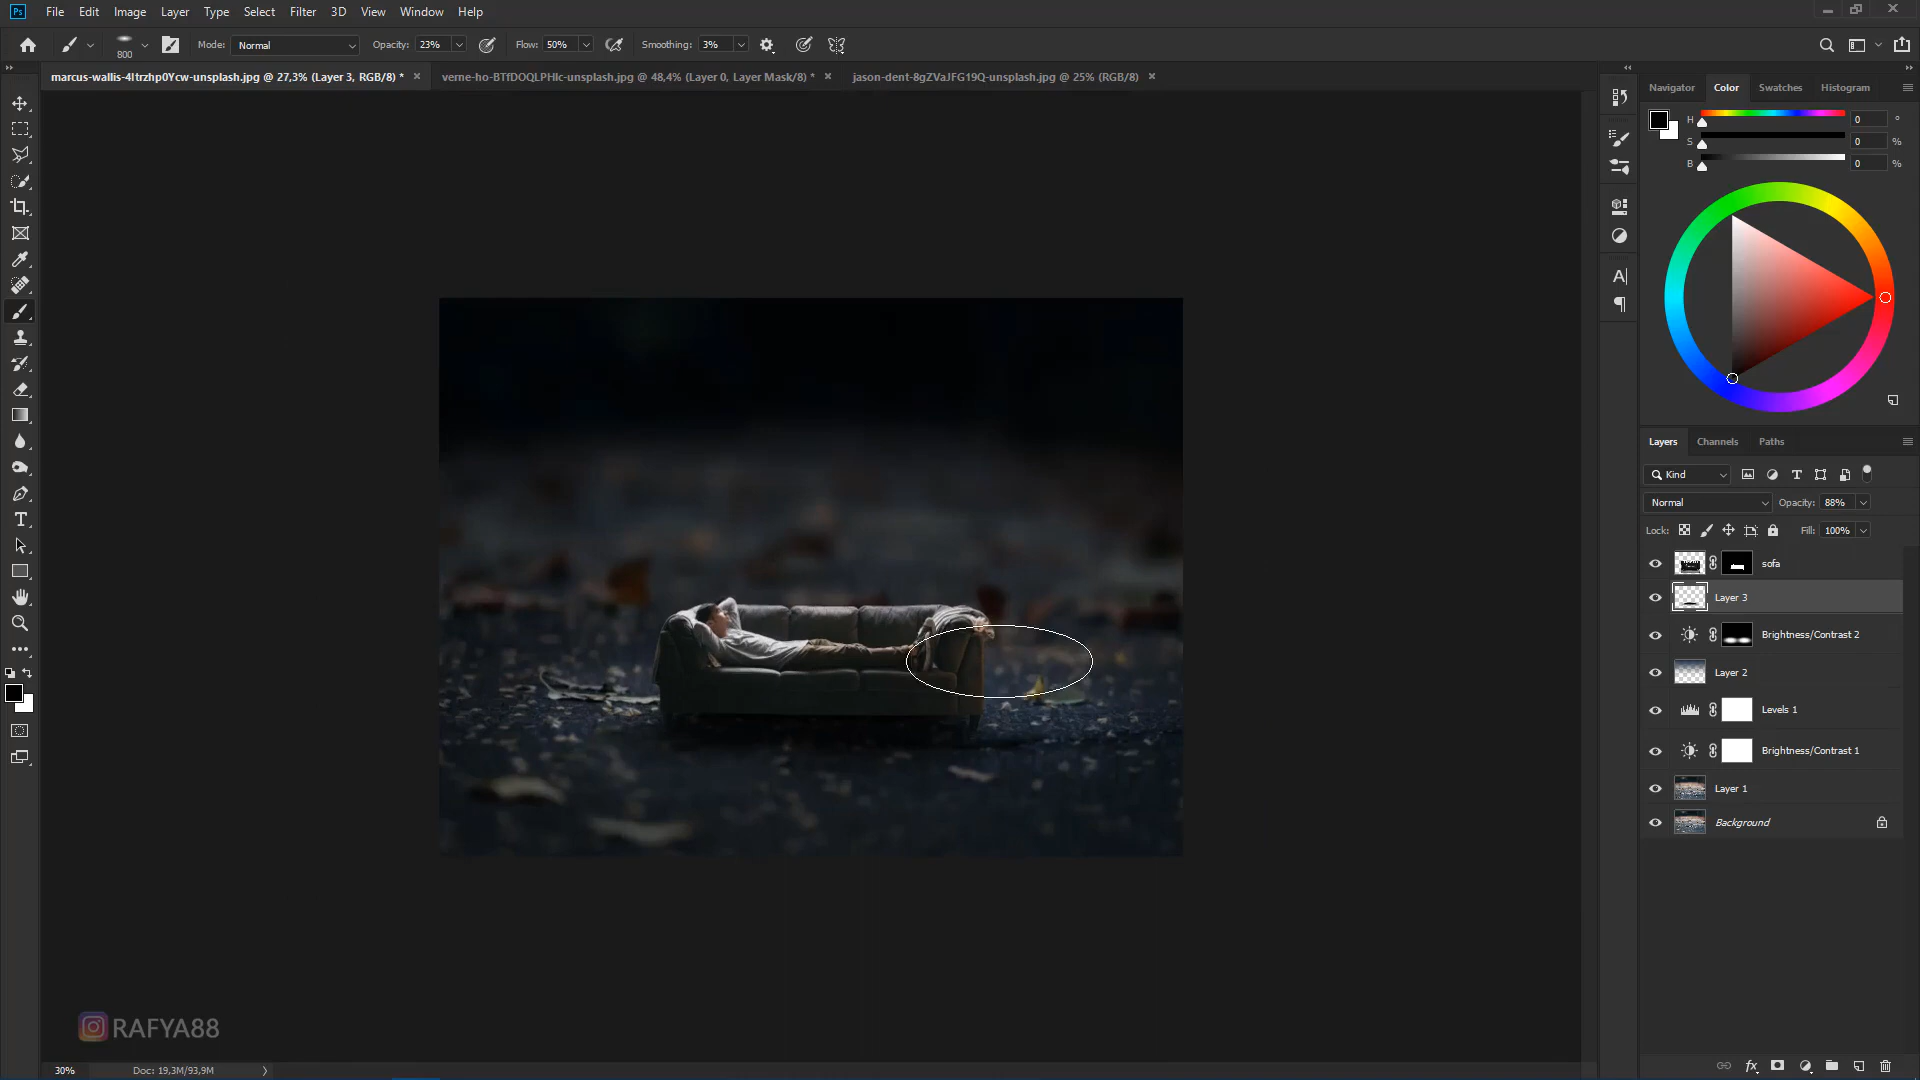 Ps File Edit Image Layer Type Select Filter 3D View Window Help
800 Mode: Normal Opacity: 23% Flow: 50% Smoothing: 3%
marcus-wallis-4Itrzhp0Ycw-unsplash.jpg @ 27,3% (Layer 3, RGB/8) * × verne-ho-BTfDOQLPHIc-unsplash.jpg @ 48,4% (Layer 0, Layer Mask/8) * × jason-dent-8gZVaJFG19Q-unsplash.jpg @ 25% (RGB/8) ×
Navigator Color Swatches Histogram
H 0 °
S 0 %
B 0 %
Layers Channels Paths
Kind
Normal Opacity: 88%
Lock: Fill: 100%
sofa
Layer 3
Brightness/Contrast 2
Layer 2
Levels 1
Brightness/Contrast 1
Layer 1
Background
RAFYA88
30% Doc: 19,3M/93,9M